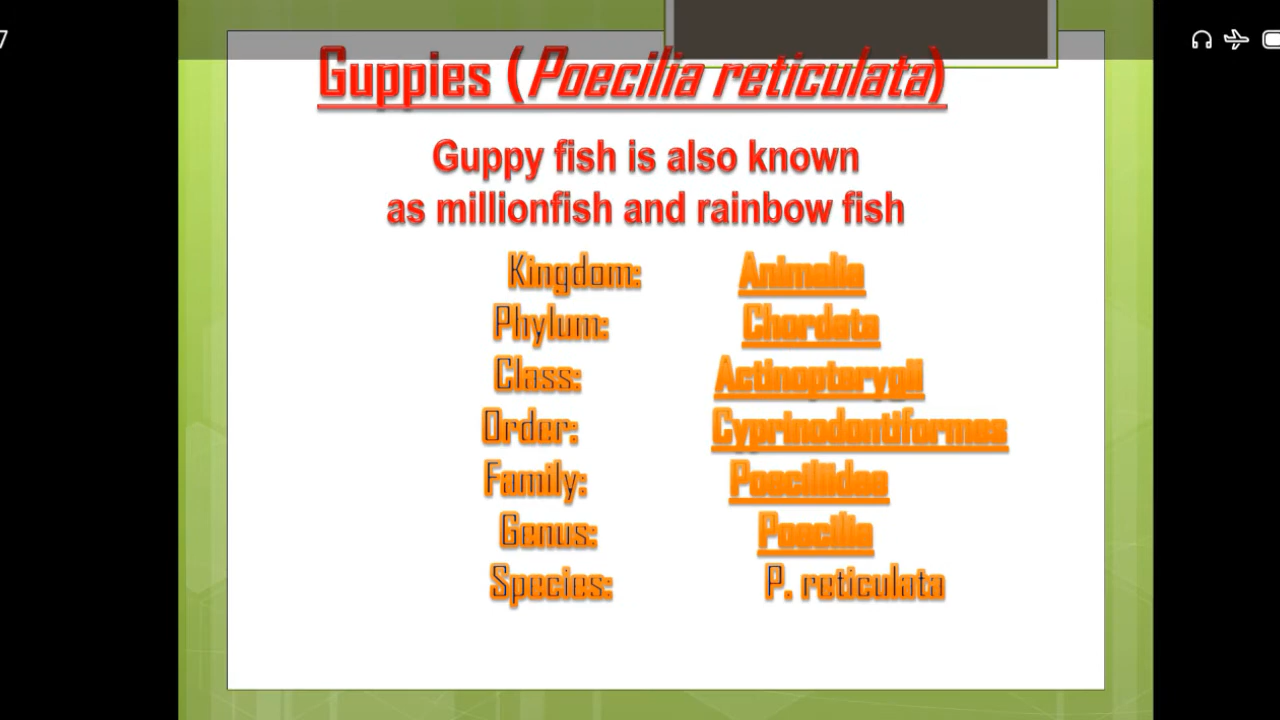 Guppies (Poecilia reticulata)
Guppy fish is also known
as millionfish and rainbow fish
Kingdom: Animalia
Phylum: Chordata
Class: Actinopterygii
Order: Cyprinodontiformes
Family: Poeciliidae
Genus: Poecilia
Species: P. reticulata